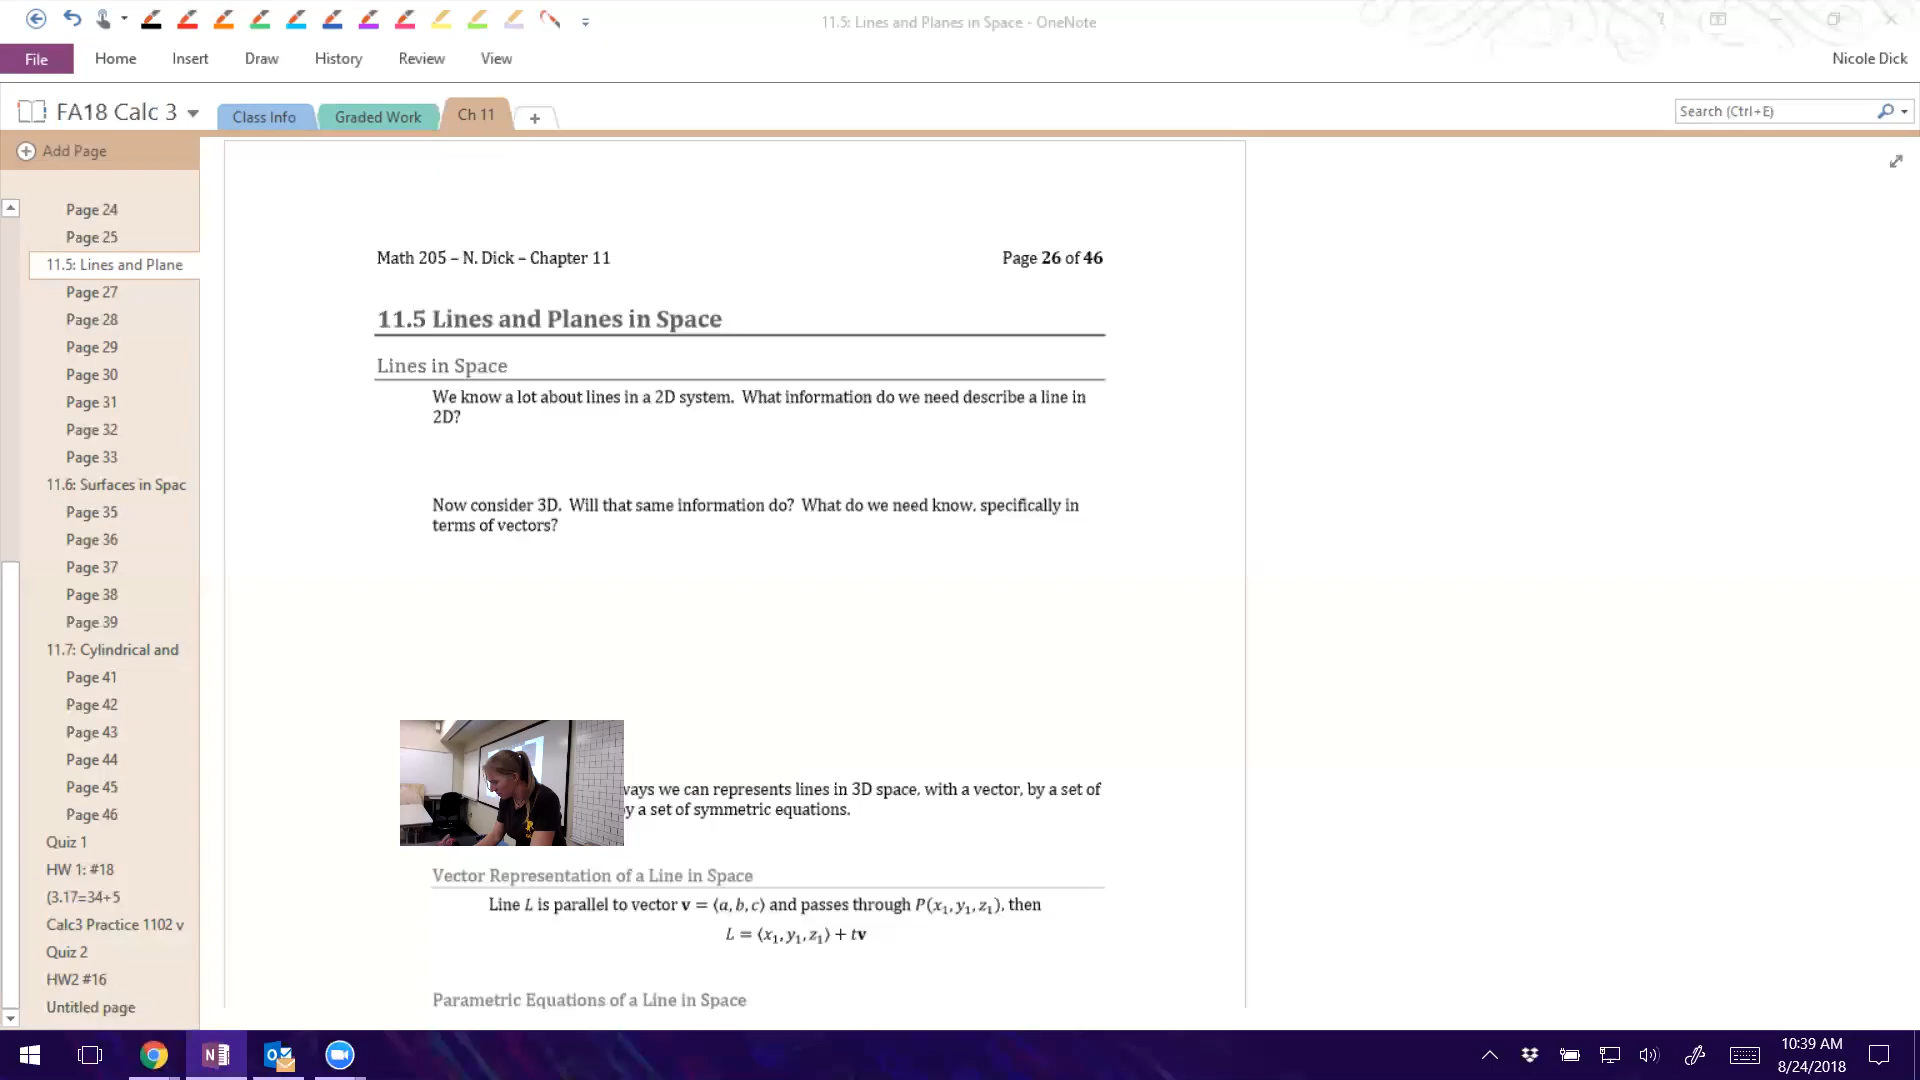 11.5: Lines and Planes in Space - OneNote
File Home Insert Draw History Review View
Nicole Dick
FA18 Calc 3
Class Info
Graded Work
Ch 11
Search (Ctrl+E)
Add Page
Page 24
Page 25
11.5: Lines and Plane
Page 27
Page 28
Page 29
Page 30
Page 31
Page 32
Page 33
11.6: Surfaces in Spac
Page 35
Page 36
Page 37
Page 38
Page 39
11.7: Cylindrical and
Page 41
Page 42
Page 43
Page 44
Page 45
Page 46
Quiz 1
HW 1: #18
(3.17=34+5
Calc3 Practice 1102 v
Quiz 2
HW2 #16
Untitled page
Math 205 – N. Dick – Chapter 11
Page 26 of 46
11.5 Lines and Planes in Space
Lines in Space
We know a lot about lines in a 2D system. What information do we need describe a line in
2D?
Now consider 3D. Will that same information do? What do we need know, specifically in
terms of vectors?
ways we can represents lines in 3D space, with a vector, by a set of
by a set of symmetric equations.
Vector Representation of a Line in Space
Line L is parallel to vector v = ⟨a, b, c⟩ and passes through P(x₁, y₁, z₁), then
L = ⟨x₁, y₁, z₁⟩ + tv
Parametric Equations of a Line in Space
10:39 AM
8/24/2018